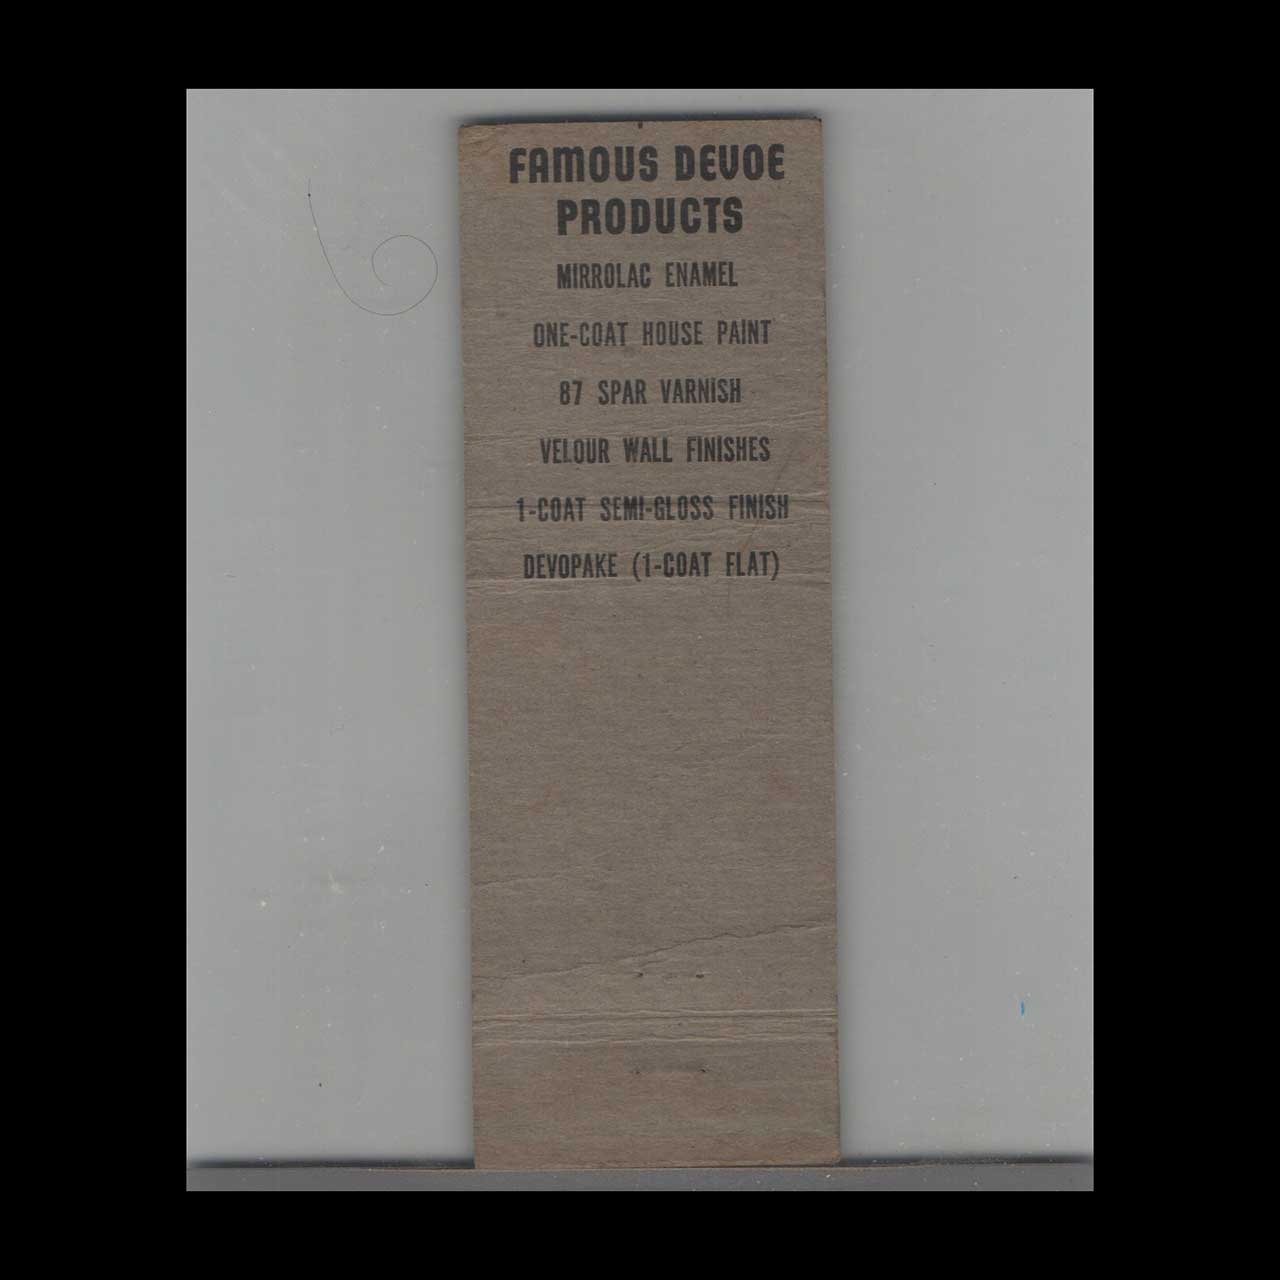 FAMOUS DEVOE
PRODUCTS
MIRROLAC ENAMEL
ONE-COAT HOUSE PAINT
87 SPAR VARNISH
VELOUR WALL FINISHES
1-COAT SEMI-GLOSS FINISH
DEVOPAKE (1-COAT FLAT)